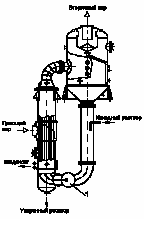 Вторичный пар
Исходный раствор
Греющий
пар
конденсат
Упаренный раствор